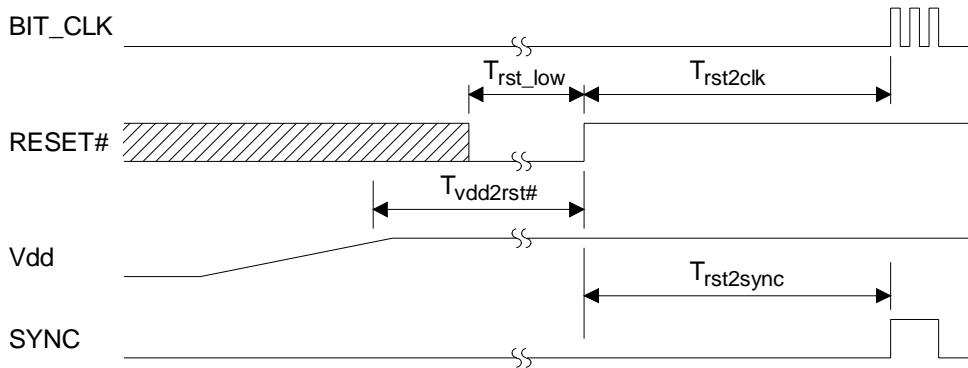 BIT_CLK
Trst_low
Trst2clk
RESET#
Tvdd2rst#
Vdd
Trst2sync
SYNC